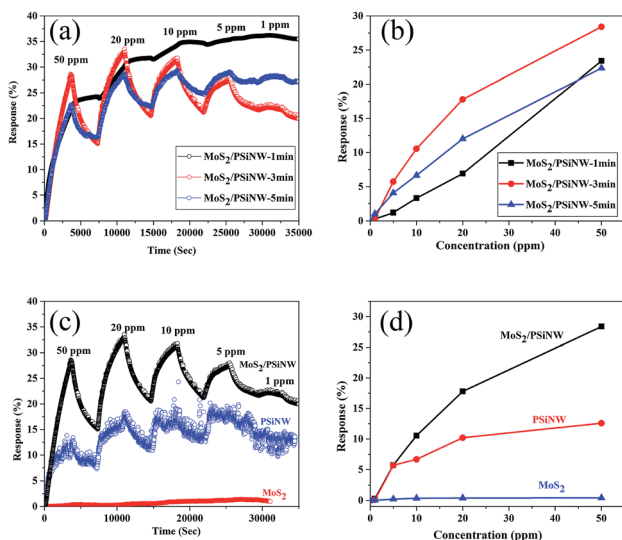 (a)
50 ppm
20 ppm
10 ppm
5 ppm
1 ppm
MoS2/PSiNW-1min
MoS2/PSiNW-3min
MoS2/PSiNW-5min
Response (%)
0
5
10
15
20
25
30
35
40
0 5000 10000 15000 20000 25000 30000 35000
Time (Sec)
(b)
MoS2/PSiNW-1min
MoS2/PSiNW-3min
MoS2/PSiNW-5min
Response (%)
0
5
10
15
20
25
30
0 10 20 30 40 50
Concentration (ppm)
(c)
50 ppm
20 ppm
10 ppm
5 ppm
1 ppm
MoS2/PSiNW
PSiNW
MoS2
Response (%)
0
5
10
15
20
25
30
35
40
0 10000 20000 30000
Time (Sec)
(d)
MoS2/PSiNW
PSiNW
MoS2
Response (%)
0
5
10
15
20
25
30
0 10 20 30 40 50
Concentration (ppm)